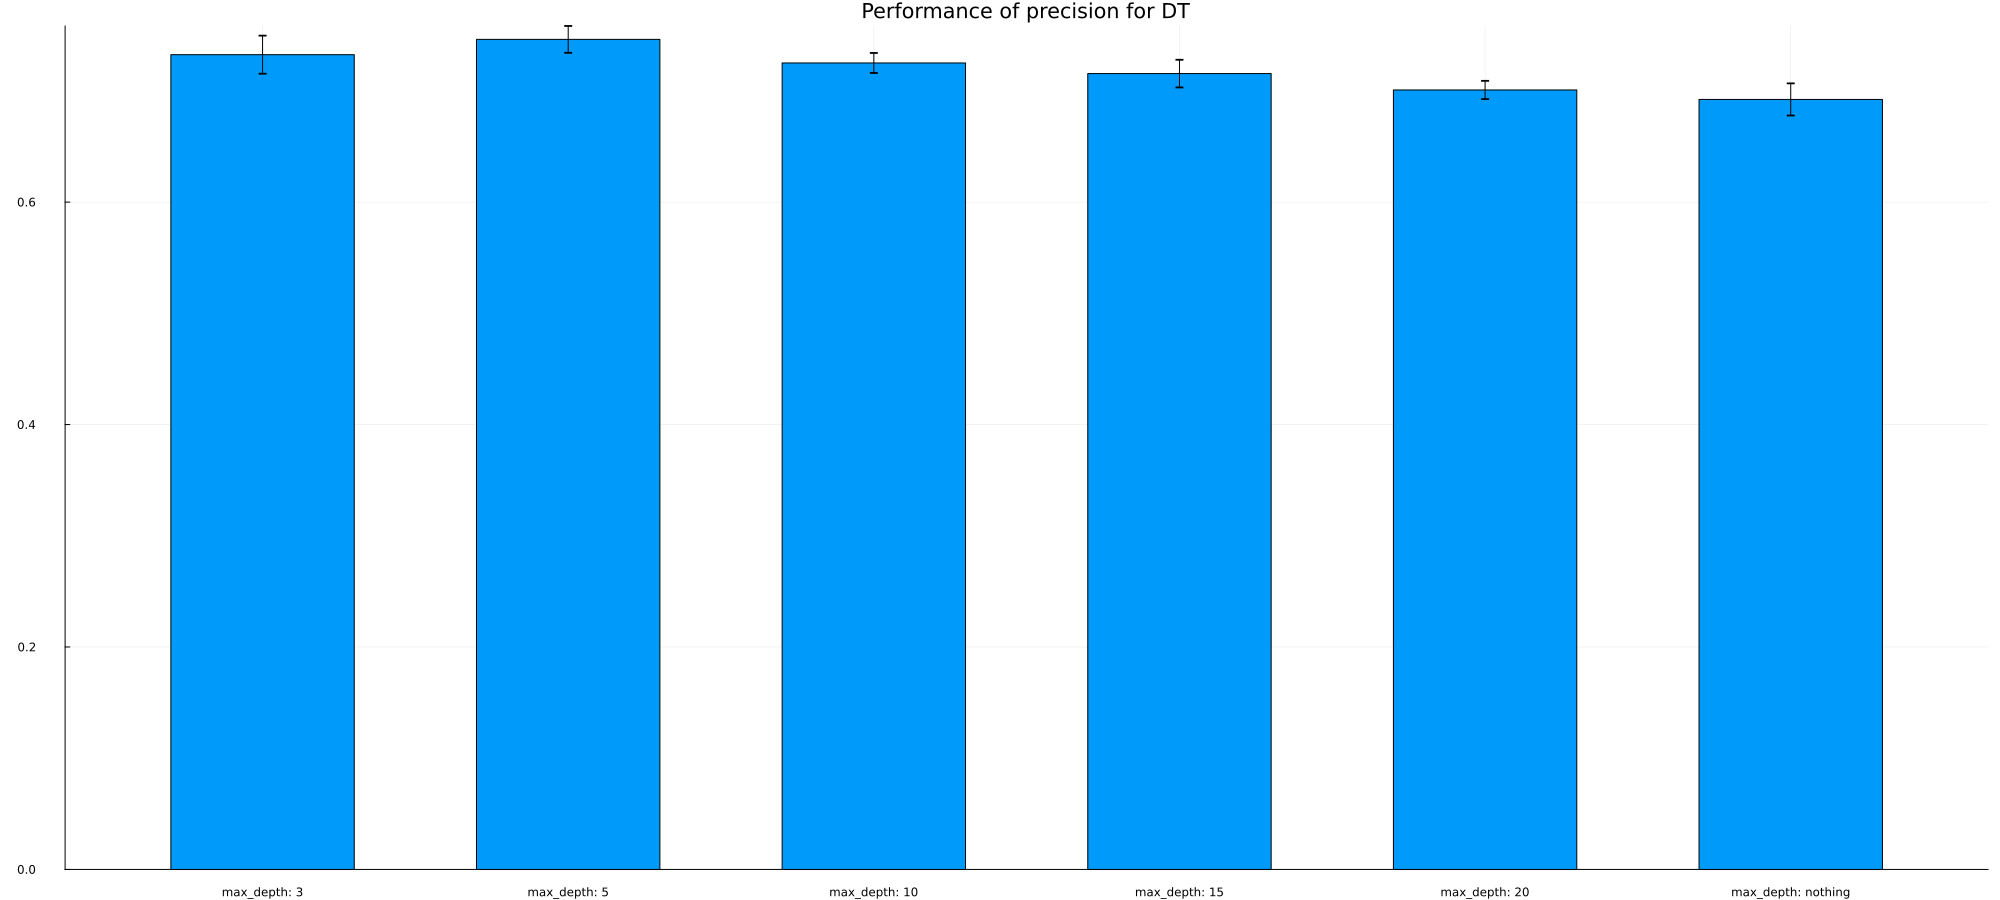 Performance of precision for DT
0.6
0.4
0.2
0.0
max_depth: 3
max_depth: 5
max_depth: 10
max_depth: 15
max_depth: 20
max_depth: nothing